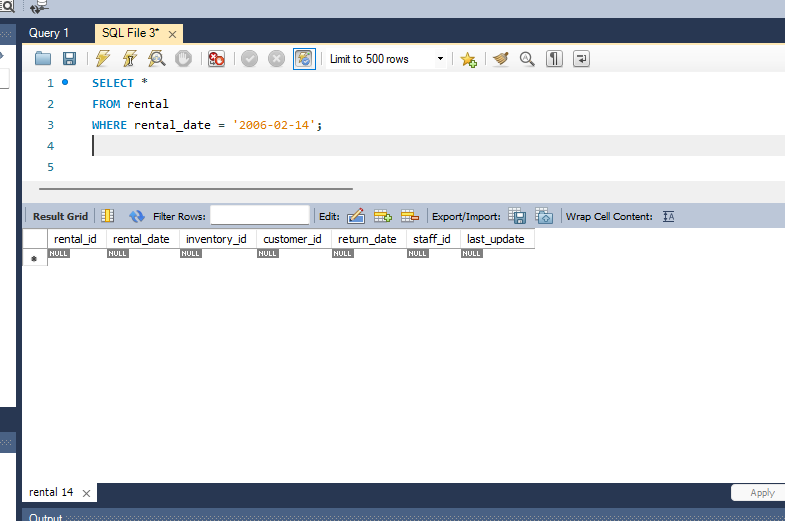 Query 1
SQL File 3*
Limit to 500 rows
1
SELECT *
2
FROM rental
3
WHERE rental_date = '2006-02-14';
4
5
Result Grid
Filter Rows:
Edit:
Export/Import:
Wrap Cell Content:
rental_id rental_date inventory_id customer_id return_date staff_id last_update
NULL NULL NULL NULL NULL NULL NULL
rental 14
Apply
Output